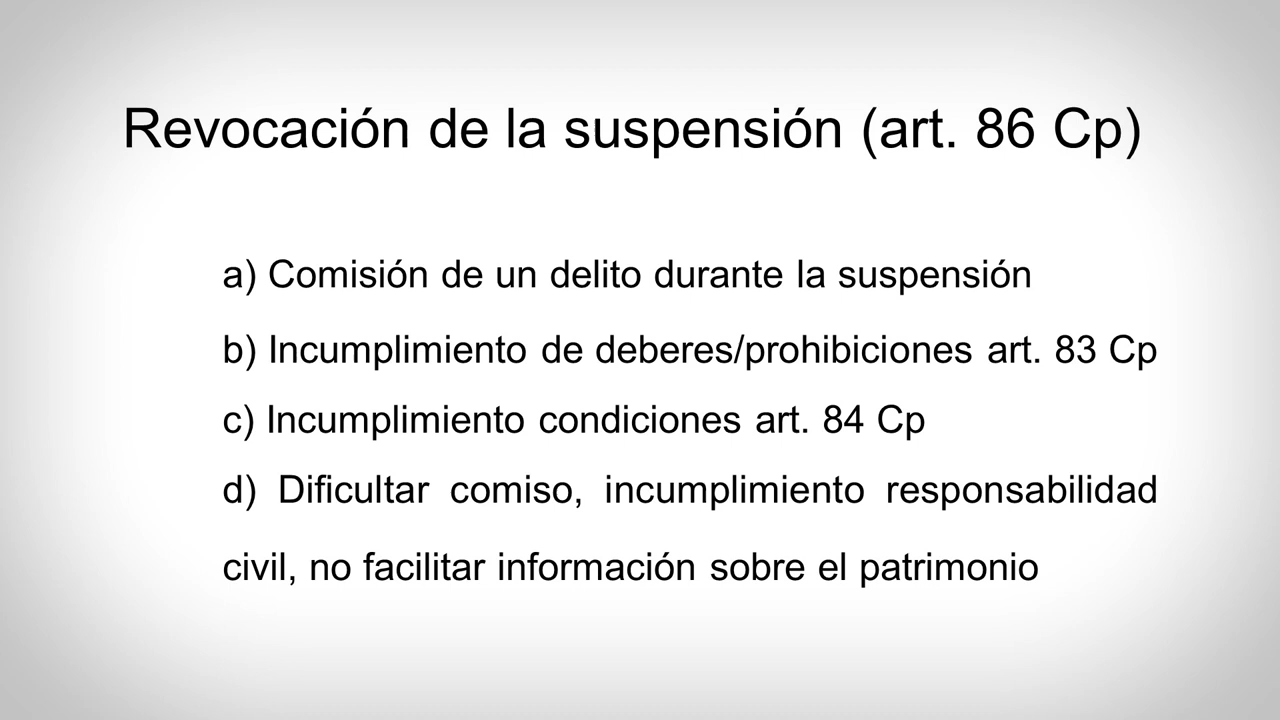 Revocación de la suspensión (art. 86 Cp)
a) Comisión de un delito durante la suspensión
b) Incumplimiento de deberes/prohibiciones art. 83 Cp
c) Incumplimiento condiciones art. 84 Cp
d) Dificultar comiso, incumplimiento responsabilidad
civil, no facilitar información sobre el patrimonio